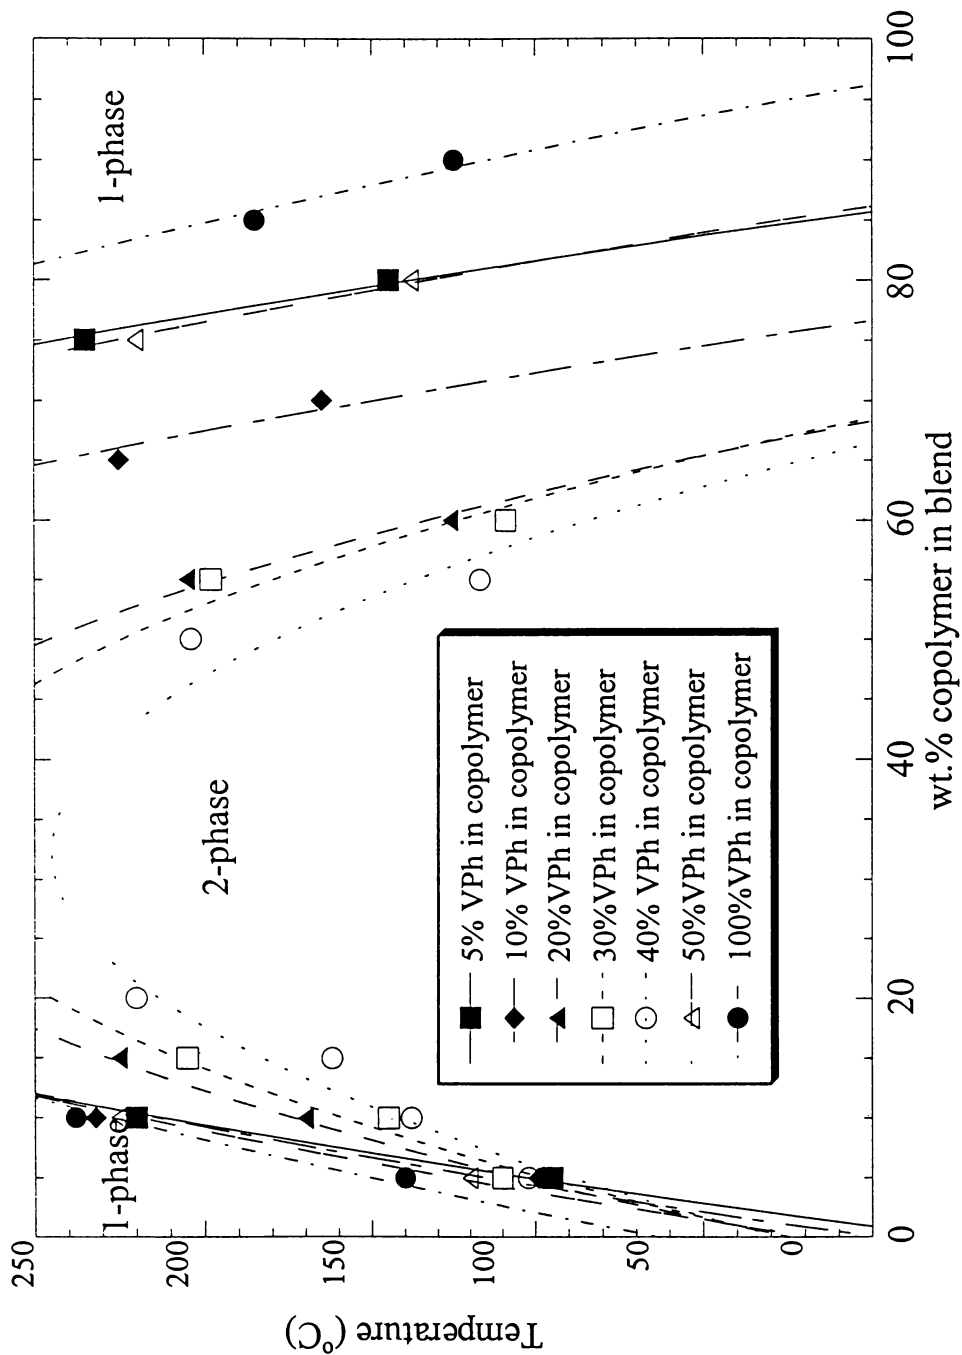 250
200
150
100
50
0
Temperature (°C)
1-phase
2-phase
1-phase
5% VPh in copolymer
10% VPh in copolymer
20%VPh in copolymer
30%VPh in copolymer
40% VPh in copolymer
50%VPh in copolymer
100%VPh in copolymer
0
20
40
60
80
100
wt.% copolymer in blend